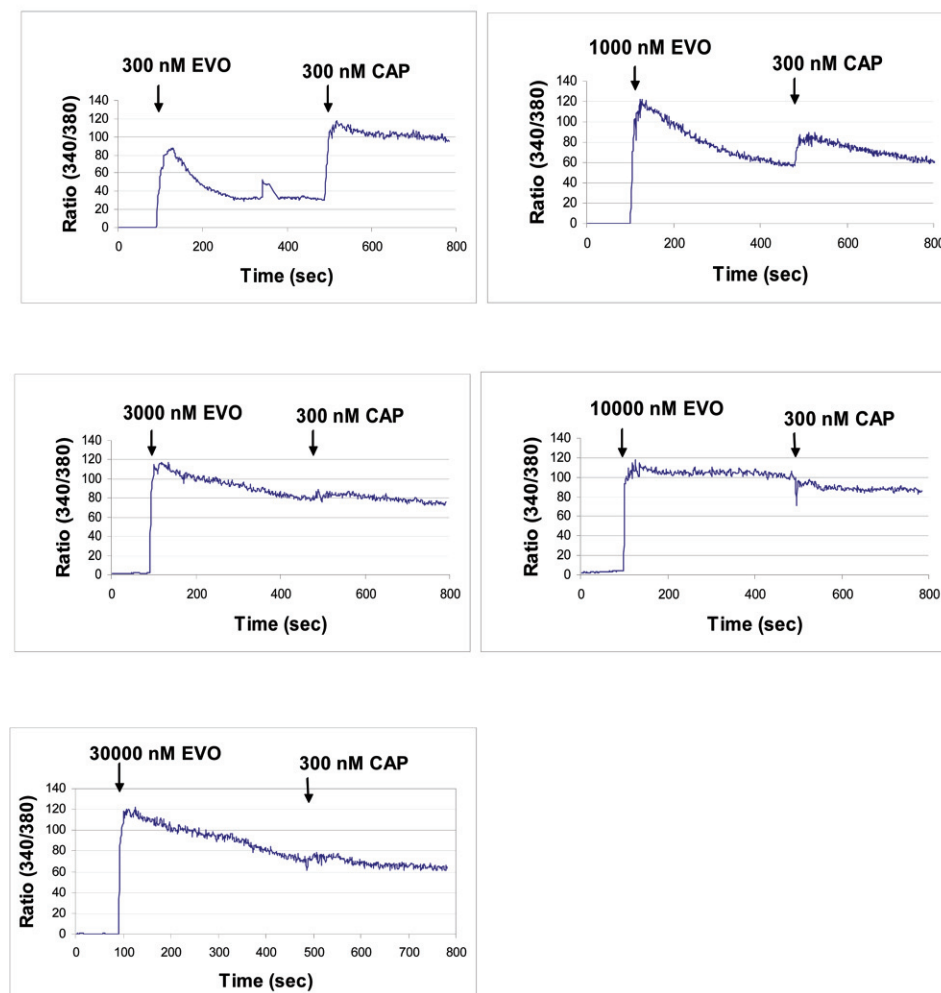 300 nM EVO
300 nM CAP
Ratio (340/380)
140
120
100
80
60
40
20
0
0 200 400 600 800
Time (sec)
1000 nM EVO
300 nM CAP
Ratio (340/380)
140
120
100
80
60
40
20
0
0 200 400 600 800
Time (sec)
3000 nM EVO
300 nM CAP
Ratio (340/380)
140
120
100
80
60
40
20
0
0 200 400 600 800
Time (sec)
10000 nM EVO
300 nM CAP
Ratio (340/380)
140
120
100
80
60
40
20
0
0 200 400 600 800
Time (sec)
30000 nM EVO
300 nM CAP
Ratio (340/380)
140
120
100
80
60
40
20
0
0 100 200 300 400 500 600 700 800
Time (sec)